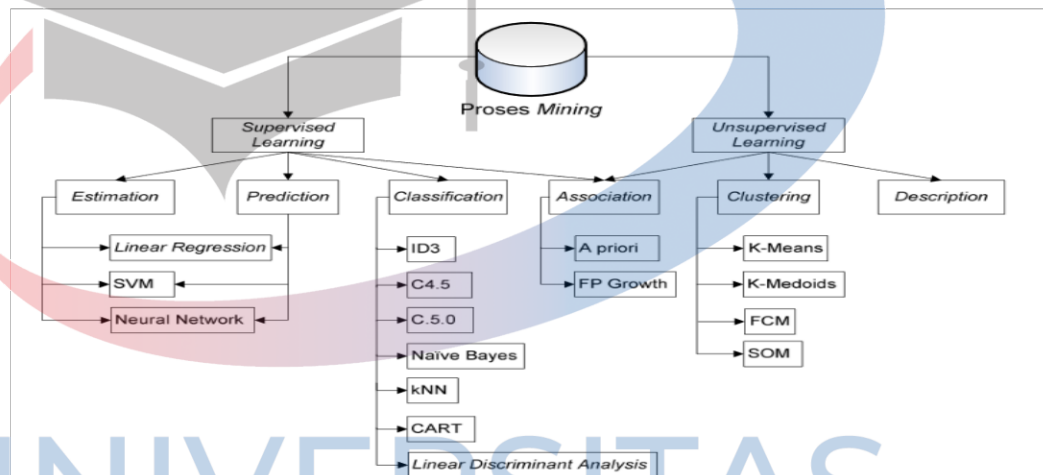 Proses Mining
Supervised
Learning
Unsupervised
Learning
Estimation
Prediction
Classification
Association
Clustering
Description
Linear Regression
SVM
Neural Network
ID3
C4.5
C.5.0
Naïve Bayes
kNN
CART
Linear Discriminant Analysis
A priori
FP Growth
K-Means
K-Medoids
FCM
SOM
UNIVERSITAS